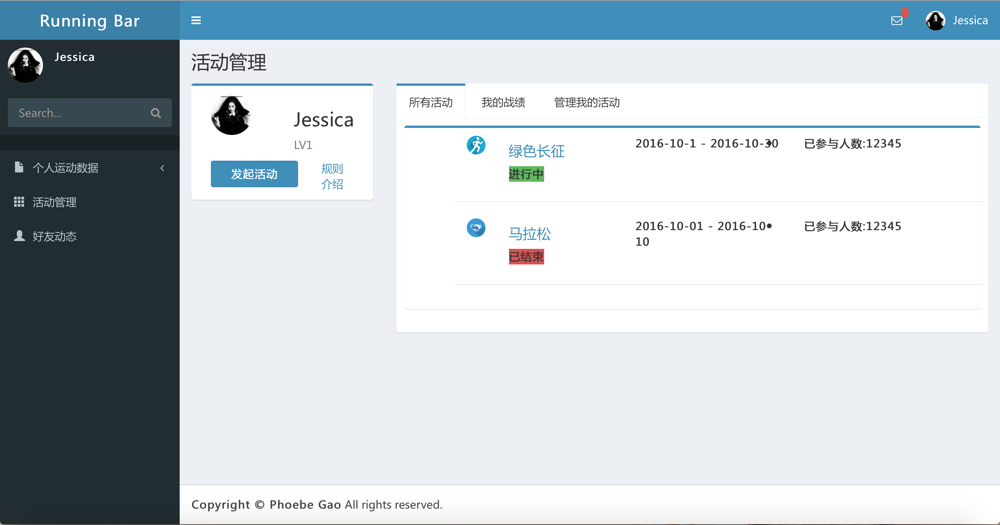 Running Bar
Jessica
Jessica
Search...
个人运动数据
活动管理
好友动态
活动管理
Jessica
LV1
发起活动
规则
介绍
所有活动 我的战绩 管理我的活动
绿色长征
进行中
2016-10-1 - 2016-10-30
已参与人数:12345
马拉松
已结束
2016-10-01 - 2016-10-
10
已参与人数:12345
Copyright © Phoebe Gao All rights reserved.